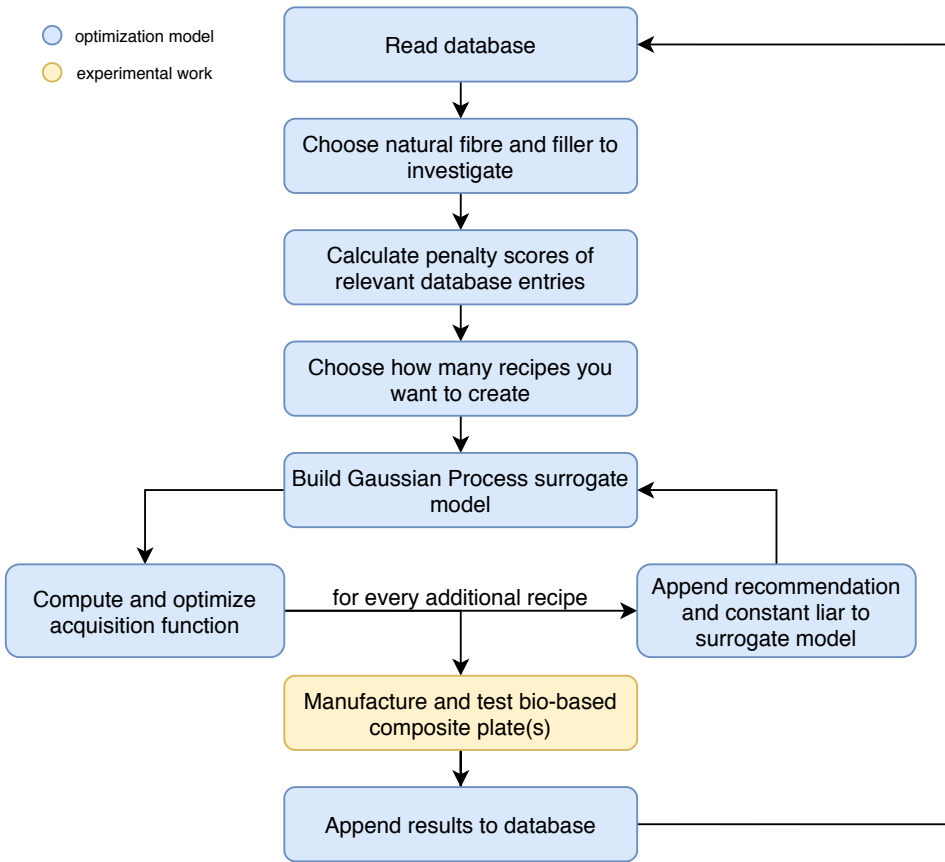 optimization model
experimental work
Read database
Choose natural fibre and filler to
investigate
Calculate penalty scores of
relevant database entries
Choose how many recipes you
want to create
Build Gaussian Process surrogate
model
Compute and optimize
acquisition function
for every additional recipe
Append recommendation
and constant liar to
surrogate model
Manufacture and test bio-based
composite plate(s)
Append results to database